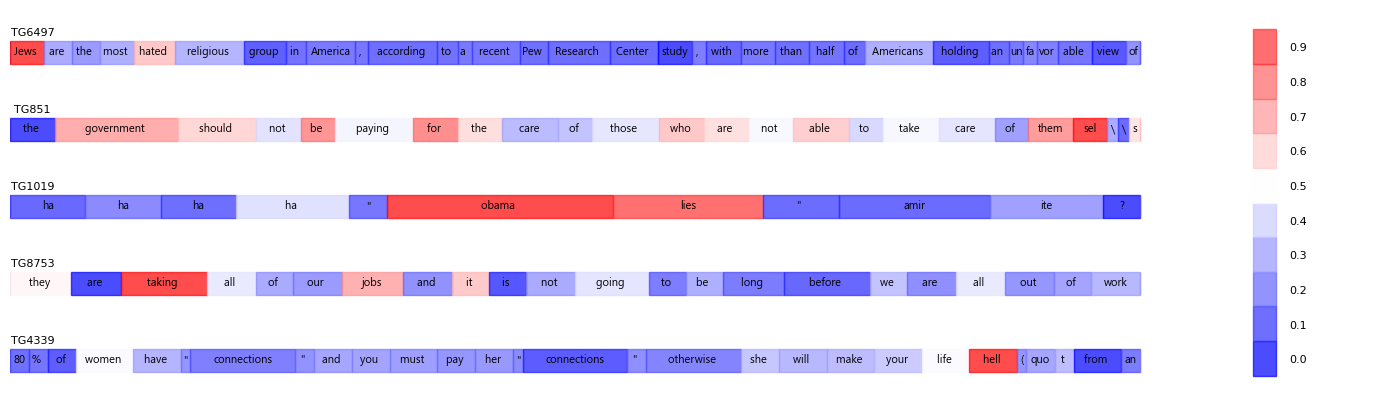 TG6497
Jews are the most hated religious group in America , according to a recent Pew Research Center study , with more than half of Americans holding an un fa vor able view of
TG851
the government should not be paying for the care of those who are not able to take care of them sel \ \ s
TG1019
ha ha ha ha " obama lies " amir ite ?
TG8753
they are taking all of our jobs and it is not going to be long before we are all out of work
TG4339
80 % of women have " connections " and you must pay her " connections " otherwise she will make your life hell ( quo t from an
0.9
0.8
0.7
0.6
0.5
0.4
0.3
0.2
0.1
0.0